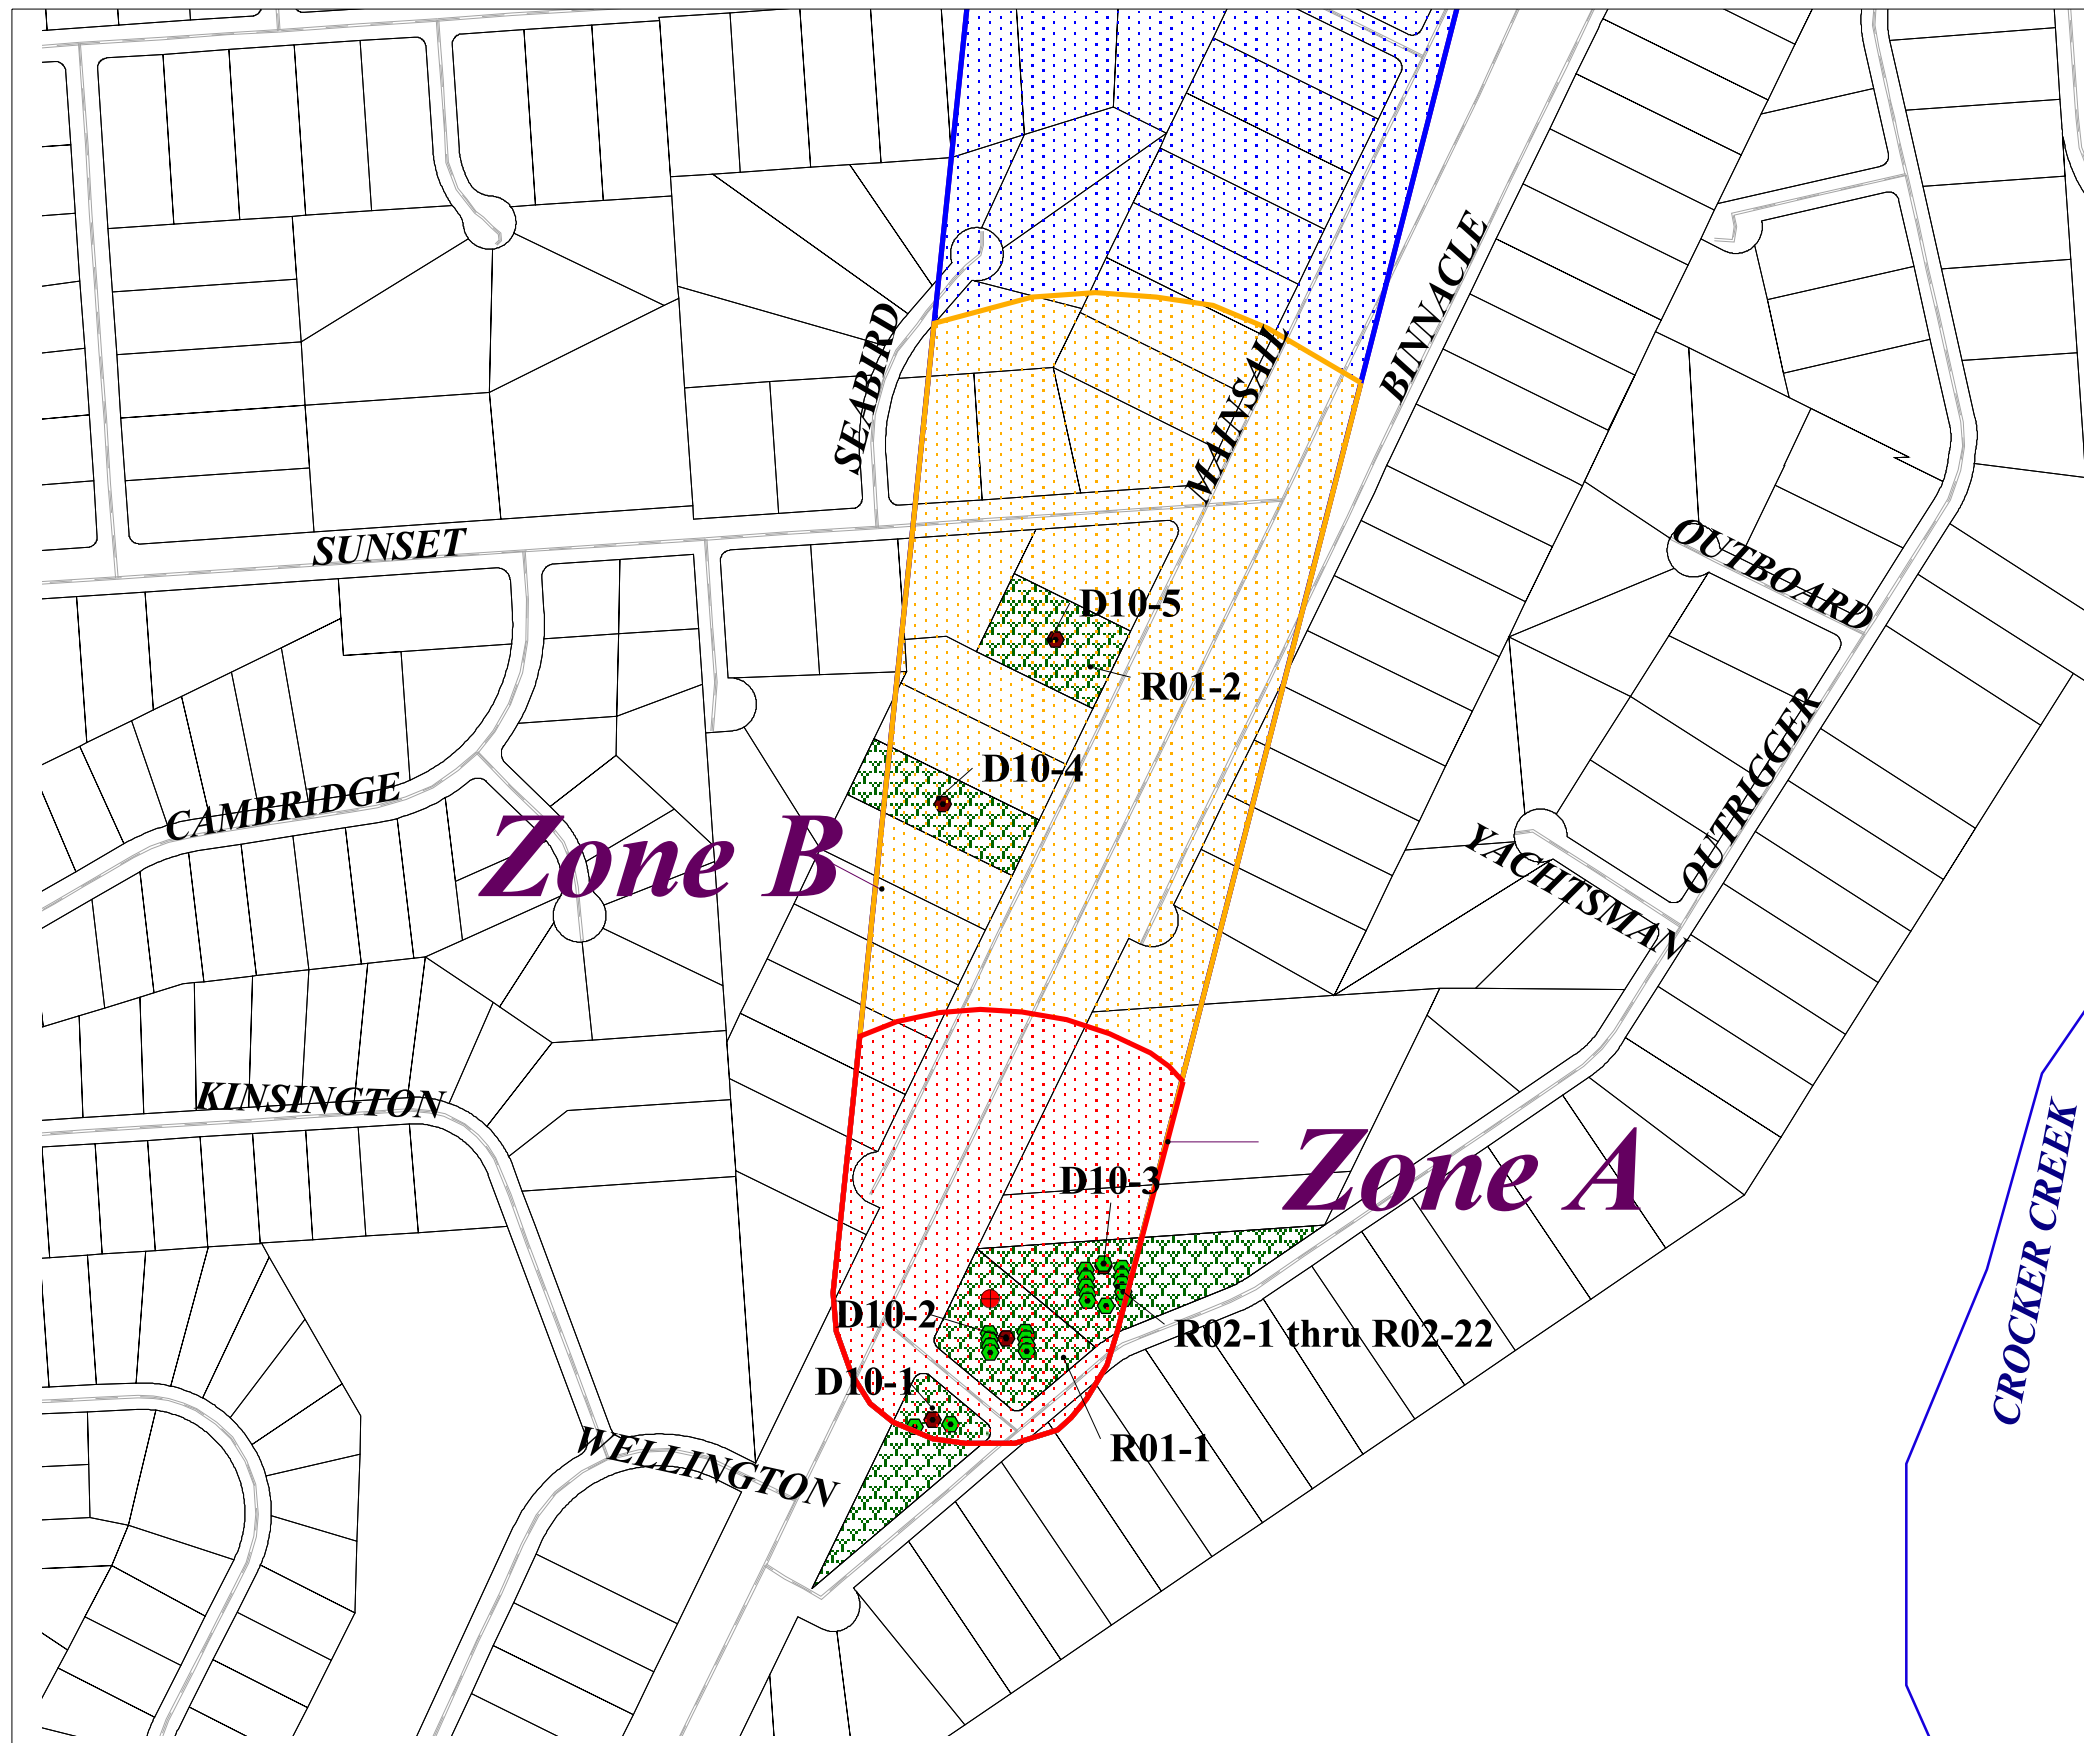 BINNACLE
SEABIRD
MAINSAIL
SUNSET
OUTBOARD
D10-5
R01-2
D10-4
OUTRIGGER
CAMBRIDGE
Zone B
YACHTSMAN
KINSINGTON
Zone A
D10-3
CROCKER CREEK
D10-2
R02-1 thru R02-22
D10-1
R01-1
WELLINGTON